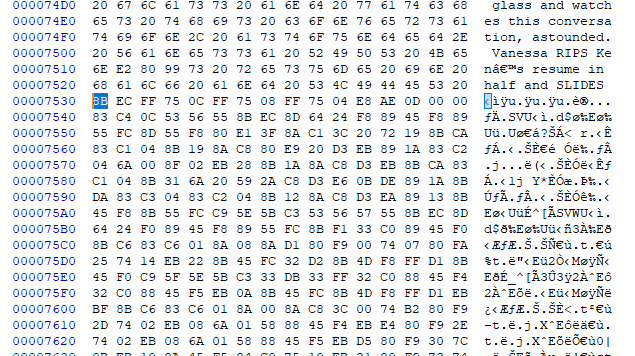 000074D0 20 67 6C 61 73 73 20 61 6E 64 20 77 61 74 63 68 glass and watch
000074E0 65 73 20 74 68 69 73 20 63 6F 6E 76 65 72 73 61 es this conversa
000074F0 74 69 6F 6E 2C 20 61 73 74 6F 75 6E 64 65 64 2E tion, astounded.
00007500 20 56 61 6E 65 73 73 61 20 52 49 50 53 20 4B 65 Vanessa RIPS Ke
00007510 6E E2 80 99 73 20 72 65 73 75 6D 65 20 69 6E 20 nâ€™s resume in
00007520 68 61 6C 66 20 61 6E 64 20 53 4C 49 44 45 53 20 half and SLIDES
00007530 8B EC FF 75 0C FF 75 08 FF 75 04 E8 AE 0D 00 00 ‹ìÿu.ÿu.ÿu.è®...
00007540 83 C4 0C 53 56 55 8B EC 8D 64 24 F8 89 45 F8 89 ƒÄ.SVU‹ì.d$ø‰Eø‰
00007550 55 FC 8D 55 F8 80 E1 3F 8A C1 3C 20 72 19 8B CA Uü.Uø€á?ŠÁ< r.‹Ê
00007560 83 C1 04 8B 19 8A C8 80 E9 20 D3 EB 89 1A 83 C2 ƒÁ.‹.ŠÈ€é Óë‰.ƒÂ
00007570 04 6A 00 8F 02 EB 28 8B 1A 8A C8 D3 EB 8B CA 83 .j...ë(‹.ŠÈÓë‹Êƒ
00007580 C1 04 8B 31 6A 20 59 2A C8 D3 E6 0B DE 89 1A 8B Á.‹1j Y*ÈÓæ.Þ‰.‹
00007590 DA 83 C3 04 83 C2 04 8B 12 8A C8 D3 EA 89 13 8B ÚƒÃ.ƒÂ.‹.ŠÈÓê‰.‹
000075A0 45 F8 8B 55 FC C9 5E 5B C3 53 56 57 55 8B EC 8D Eø‹UüÉ^[ÃSVWU‹ì.
000075B0 64 24 F0 89 45 F8 89 55 FC 8B F1 33 C0 89 45 F0 d$ð‰Eø‰Uü‹ñ3À‰Eð
000075C0 8B C6 83 C6 01 8A 08 8A D1 80 F9 00 74 07 80 FA ‹ÆƒÆ.Š.ŠÑ€ù.t.€ú
000075D0 25 74 14 EB 22 8B 45 FC 32 D2 8B 4D F8 FF D1 8B %t.ë"‹Eü2Ò‹MøÿÑ‹
000075E0 45 F0 C9 5F 5E 5B C3 33 DB 33 FF 32 C0 88 45 F4 EðÉ_^[Ã3Û3ÿ2ÀˆEô
000075F0 32 C0 88 45 F5 EB 0A 8B 45 FC 8B 4D F8 FF D1 EB 2ÀˆEõë.‹Eü‹MøÿÑë
00007600 BF 8B C6 83 C6 01 8A 00 8A C8 3C 00 74 B2 80 F9 ¿‹ÆƒÆ.Š.ŠÈ<.t²€ù
00007610 2D 74 02 EB 08 6A 01 58 88 45 F4 EB E4 80 F9 2E -t.ë.j.XˆEôëä€ù.
00007620 74 02 EB 08 6A 01 58 88 45 F5 EB D5 80 F9 30 7C t.ë.j.XˆEõëÕ€ù0|